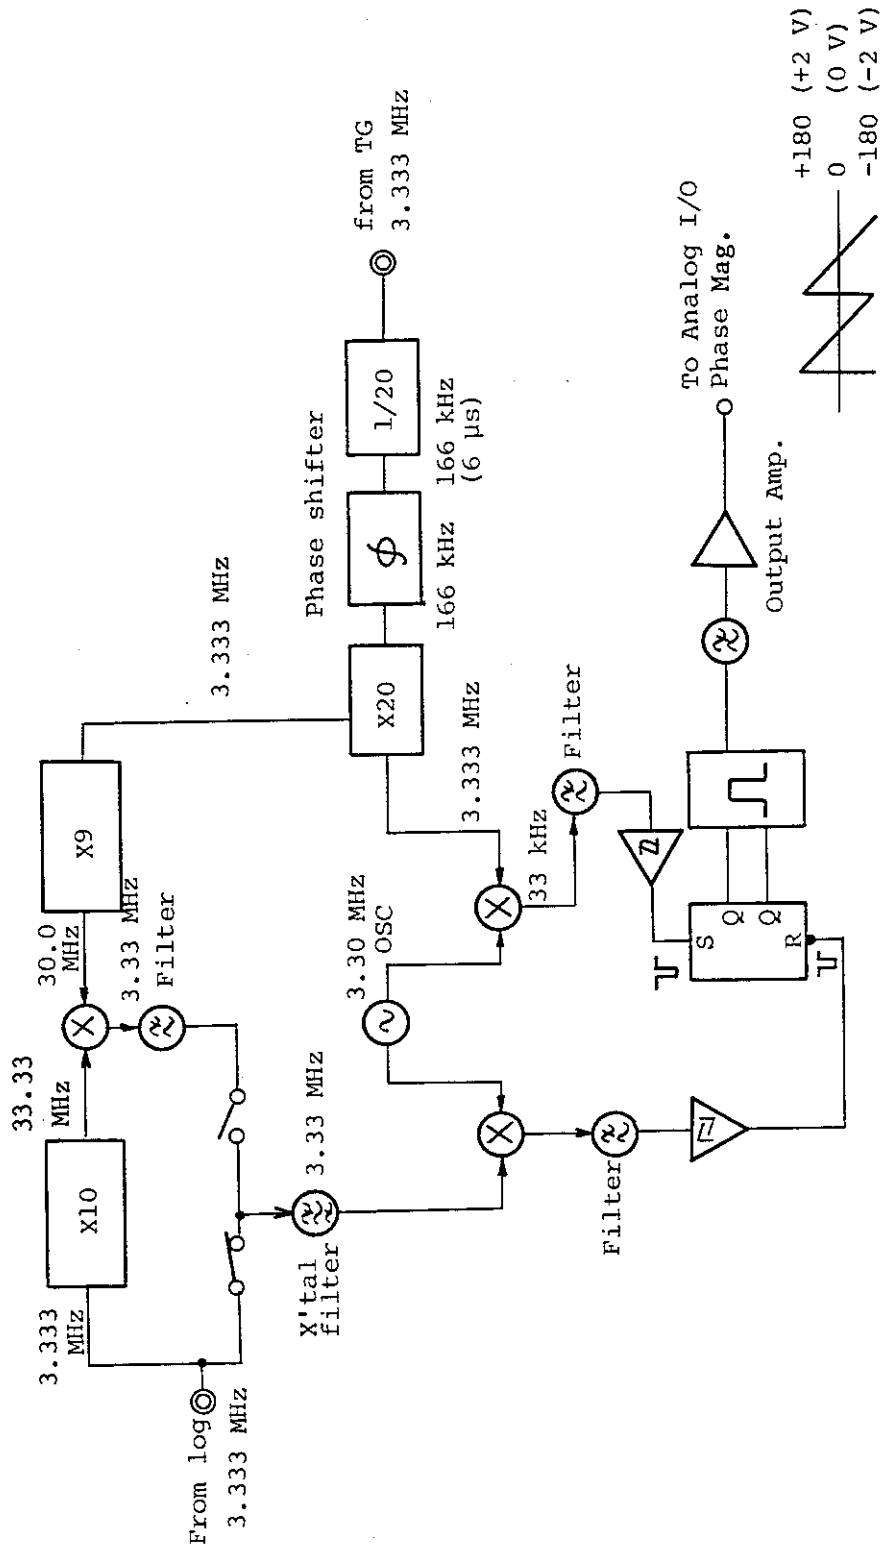 From log
3.333 MHz
3.333
MHz
X10
33.33
MHz
30.0
MHz
3.33 MHz
Filter
X9
3.333 MHz
X'tal
filter
3.33 MHz
3.30 MHz
OSC
3.333 MHz
X20
Phase shifter
ϕ
166 kHz
1/20
166 kHz
(6 μs)
from TG
3.333 MHz
33 kHz
Filter
Filter
S
R
Q
Q
Output Amp.
To Analog I/O
Phase Mag.
+180 (+2 V)
0 (0 V)
-180 (-2 V)